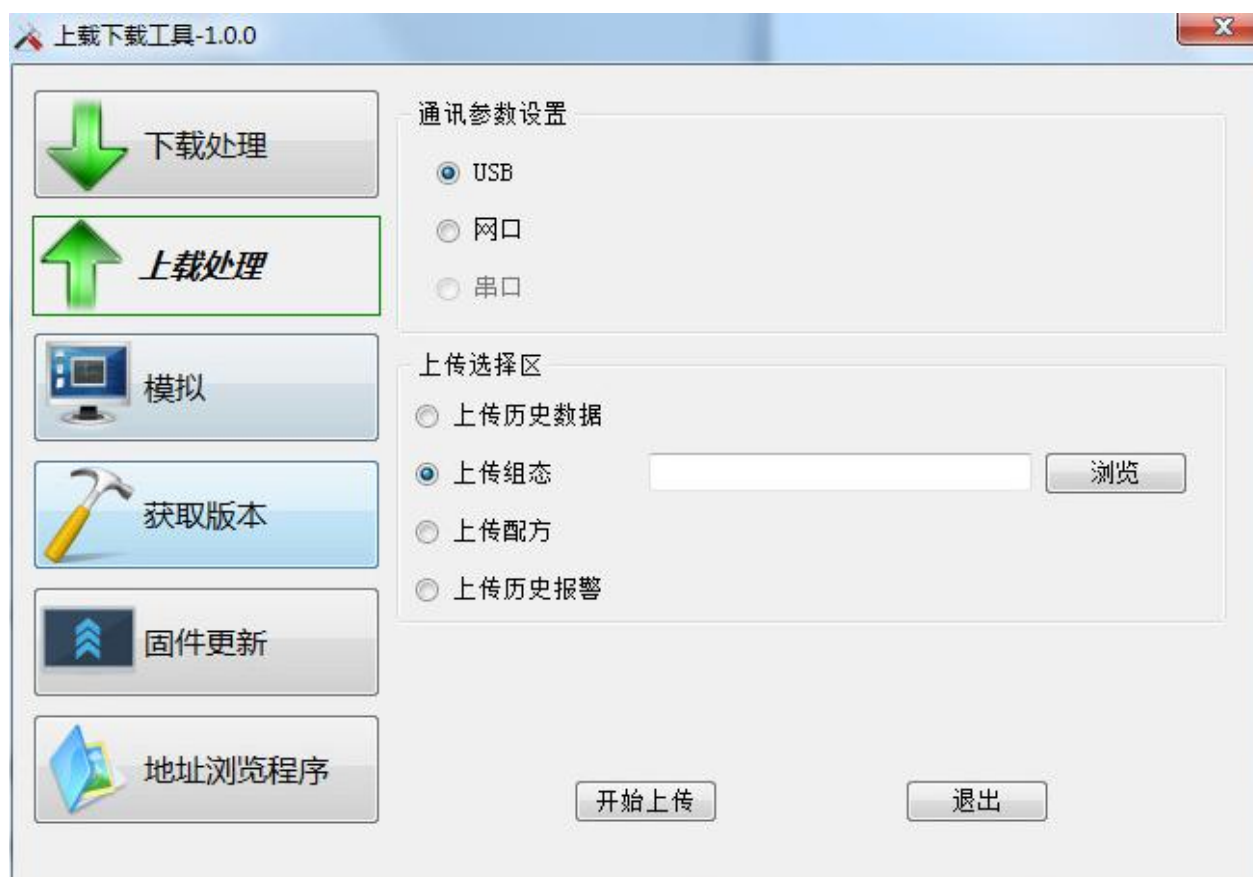 上载下载工具-1.0.0
下载处理
上载处理
模拟
获取版本
固件更新
地址浏览程序
通讯参数设置
USB
网口
串口
上传选择区
上传历史数据
上传组态
浏览
上传配方
上传历史报警
开始上传
退出